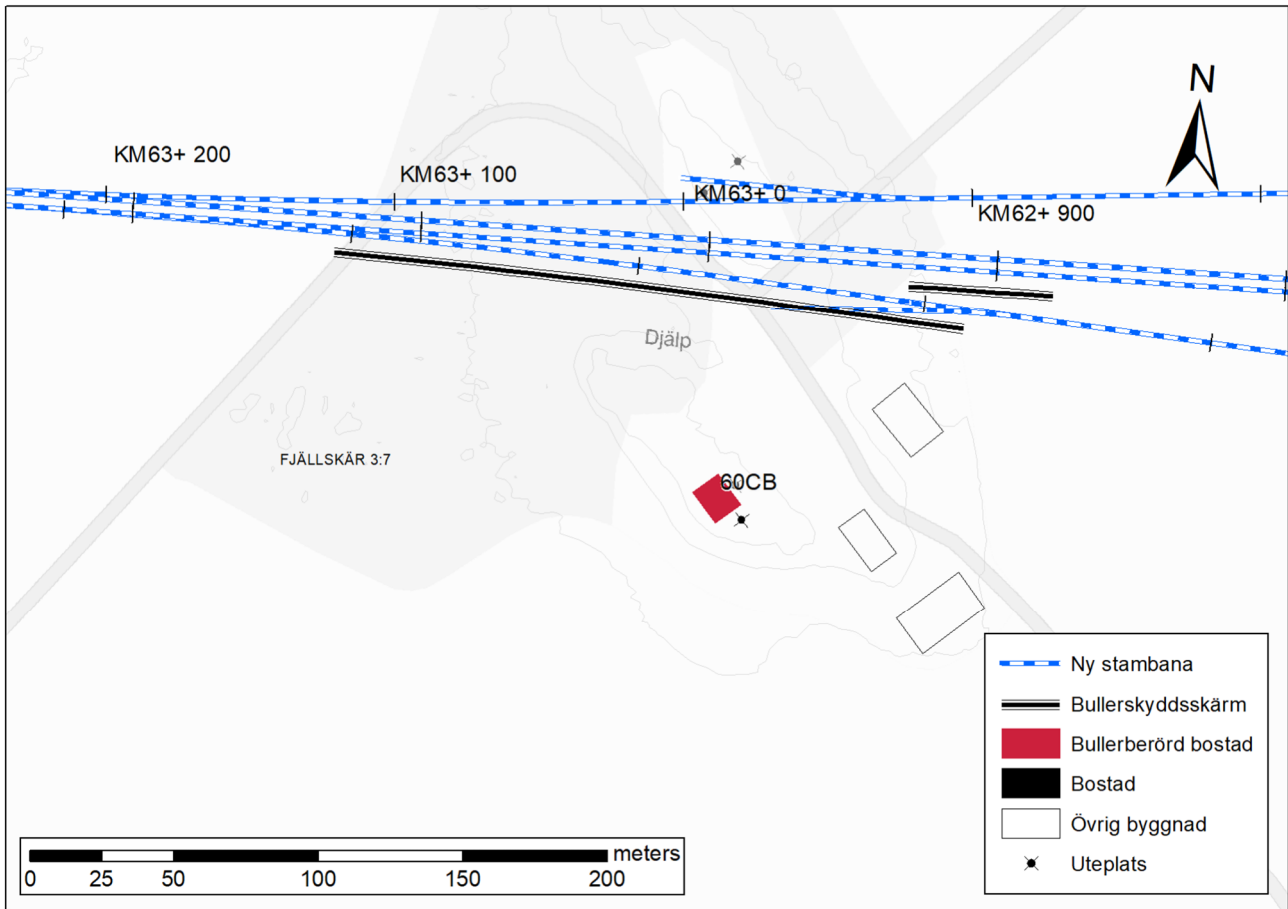 N
KM63+ 200
KM63+ 100
KM63+ 0
KM62+ 900
Djälp
FJÄLLSKÄR 3:7
60CB
Ny stambana
Bullerskyddsskärm
Bullerberörd bostad
Bostad
Övrig byggnad
Uteplats
meters
0 25 50 100 150 200